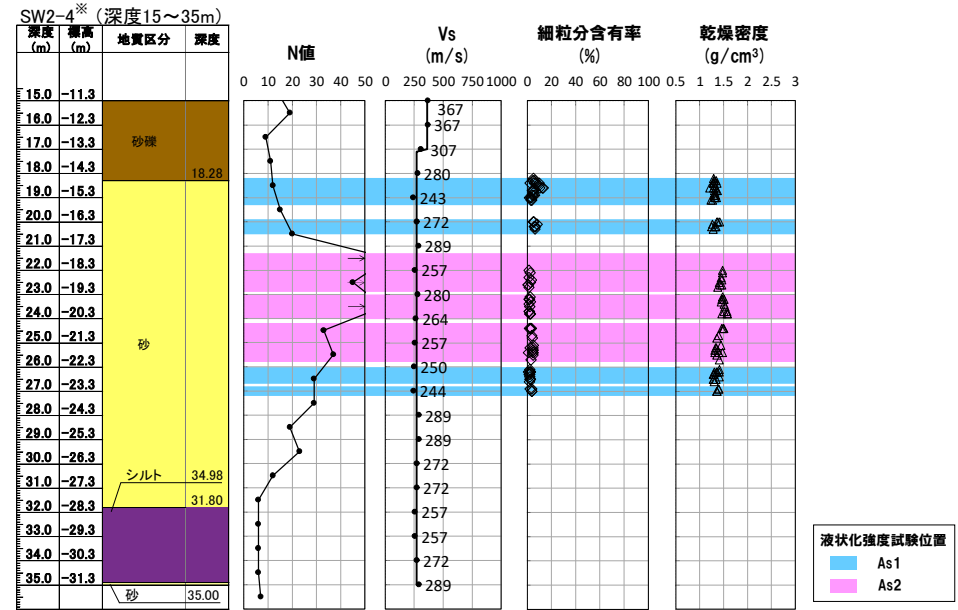 SW2-4※（深度15～35m）
深度 標高 地質区分 深度
(m) (m)
N値
Vs
(m/s)
細粒分含有率
(%)
乾燥密度
(g/cm³)
0 10 20 30 40 50
0 250 500 750 1000
0 20 40 60 80 100
0.5 1 1.5 2 2.5 3
15.0 -11.3
16.0 -12.3
17.0 -13.3
18.0 -14.3
19.0 -15.3
20.0 -16.3
21.0 -17.3
22.0 -18.3
23.0 -19.3
24.0 -20.3
25.0 -21.3
26.0 -22.3
27.0 -23.3
28.0 -24.3
29.0 -25.3
30.0 -26.3
31.0 -27.3
32.0 -28.3
33.0 -29.3
34.0 -30.3
35.0 -31.3
砂礫
18.28
砂
シルト 34.98
31.80
砂 35.00
367
367
307
280
243
272
289
257
280
264
257
250
244
289
289
272
272
257
257
272
289
液状化強度試験位置
As1
As2